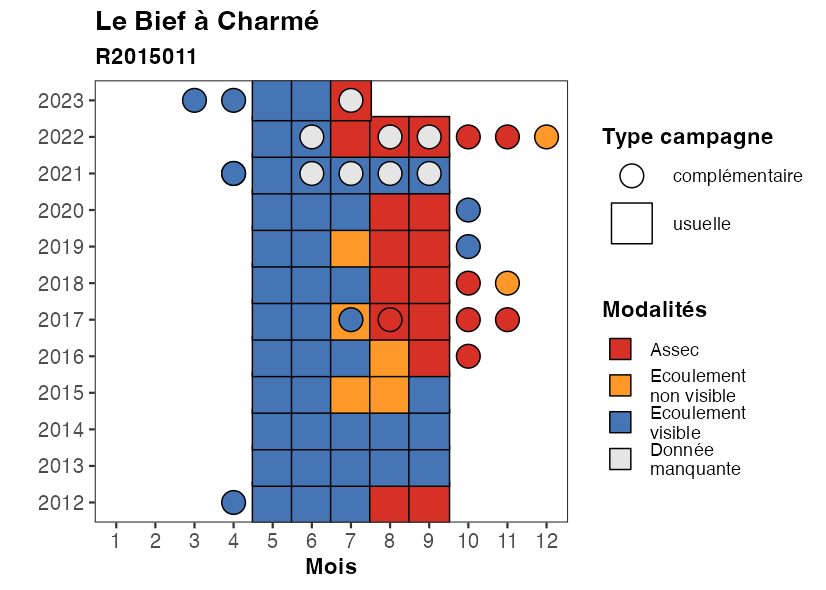 Le Bief à Charmé
R2015011
2023
2022
2021
2020
2019
2018
2017
2016
2015
2014
2013
2012
1 2 3 4 5 6 7 8 9 10 11 12
Mois
Type campagne
complémentaire
usuelle
Modalités
Assec
Ecoulement
non visible
Ecoulement
visible
Donnée
manquante